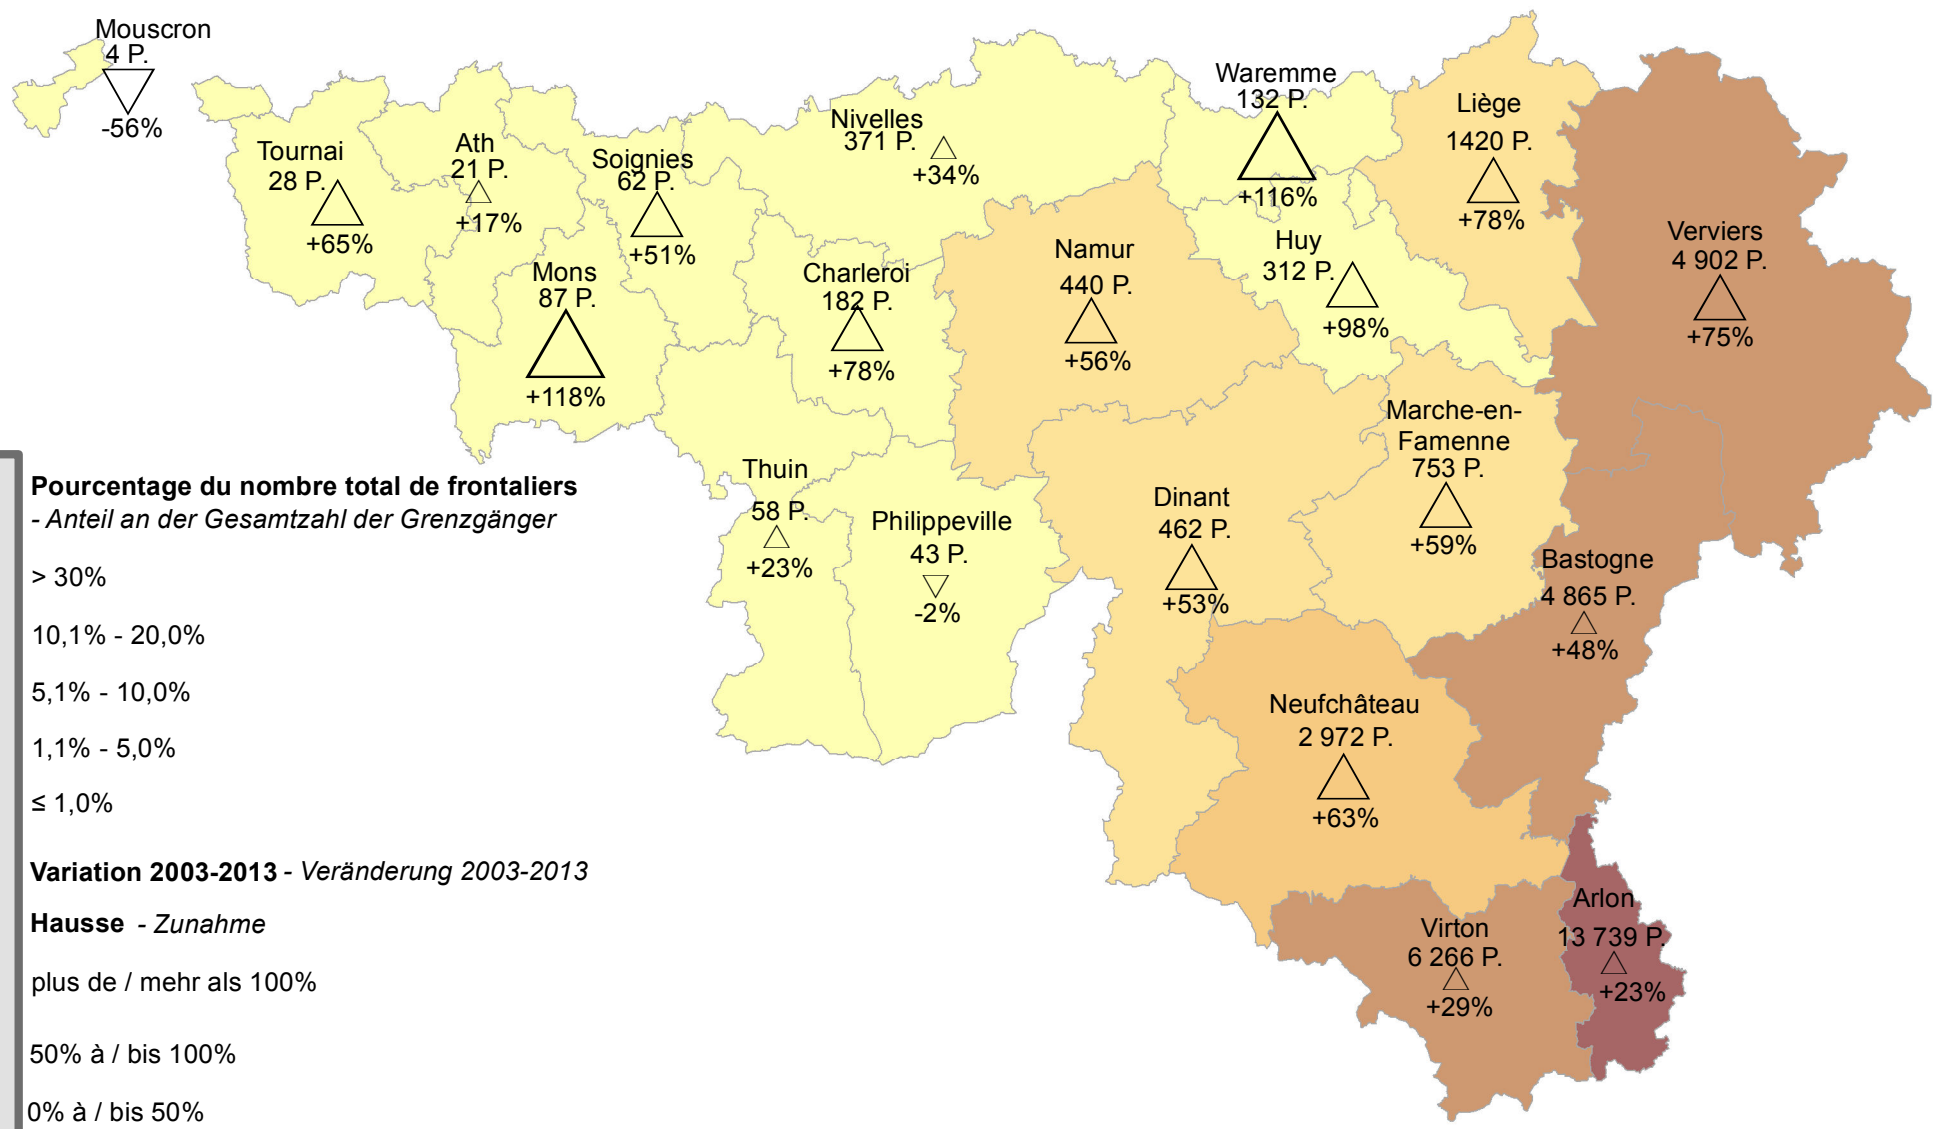 Mouscron
4 P.
-56%
Tournai
28 P.
+65%
Ath
21 P.
+17%
Soignies
62 P.
+51%
Mons
87 P.
+118%
Nivelles
371 P.
+34%
Charleroi
182 P.
+78%
Waremme
132 P.
+116%
Liège
1420 P.
+78%
Verviers
4 902 P.
+75%
Huy
312 P.
+98%
Namur
440 P.
+56%
Marche-en-
Famenne
753 P.
+59%
Thuin
58 P.
+23%
Philippeville
43 P.
-2%
Dinant
462 P.
+53%
Bastogne
4 865 P.
+48%
Neufchâteau
2 972 P.
+63%
Virton
6 266 P.
+29%
Arlon
13 739 P.
+23%
Pourcentage du nombre total de frontaliers
- Anteil an der Gesamtzahl der Grenzgänger
> 30%
10,1% - 20,0%
5,1% - 10,0%
1,1% - 5,0%
≤ 1,0%
Variation 2003-2013 - Veränderung 2003-2013
Hausse - Zunahme
plus de / mehr als 100%
50% à / bis 100%
0% à / bis 50%